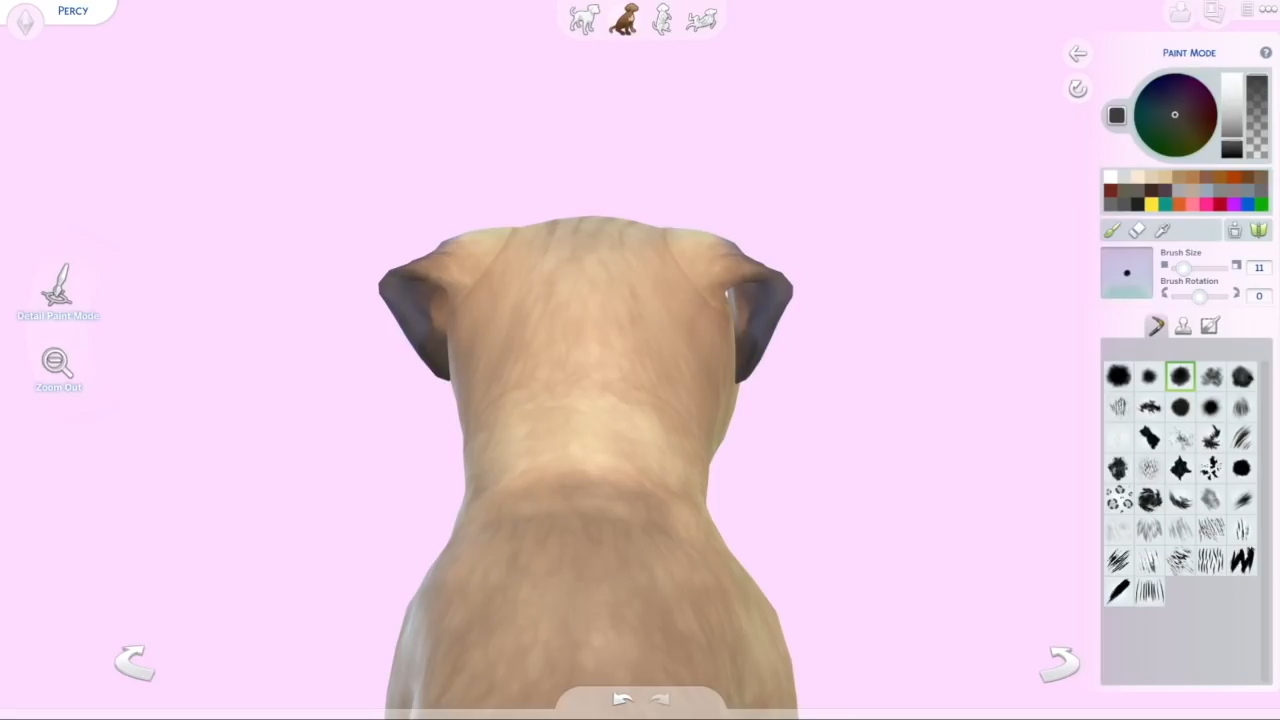 Percy
Paint Mode
?
Brush Size
11
Brush Rotation
0
Detail Paint Mode
Zoom Out